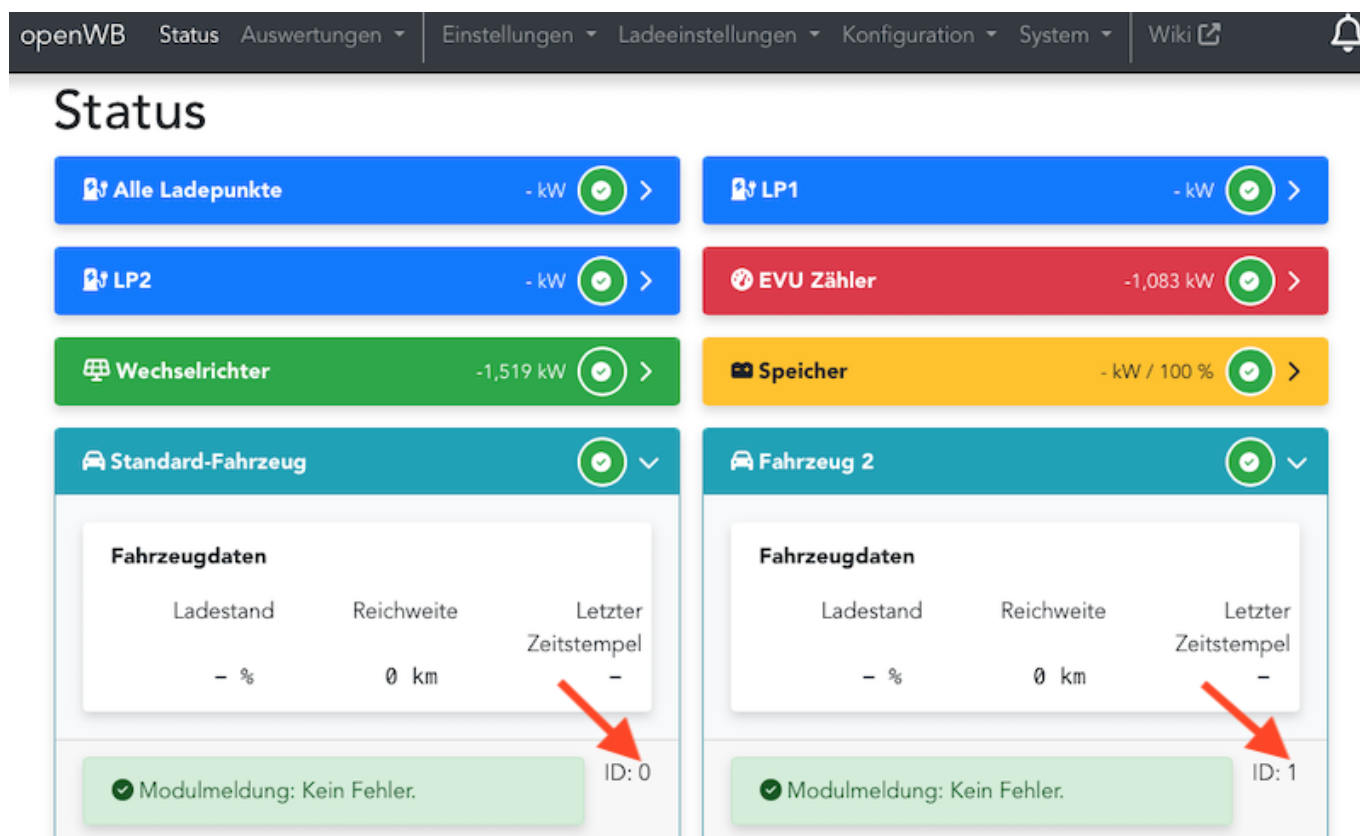 openWB Status Auswertungen Einstellungen Ladeeinstellungen Konfiguration System Wiki
Status
Alle Ladepunkte - kW
LP1 - kW
LP2 - kW
EVU Zähler -1,083 kW
Wechselrichter -1,519 kW
Speicher - kW / 100 %
Standard-Fahrzeug
Fahrzeugdaten
Ladestand Reichweite Letzter
Zeitstempel
- % 0 km -
Modulmeldung: Kein Fehler. ID: 0
Fahrzeug 2
Fahrzeugdaten
Ladestand Reichweite Letzter
Zeitstempel
- % 0 km -
Modulmeldung: Kein Fehler. ID: 1